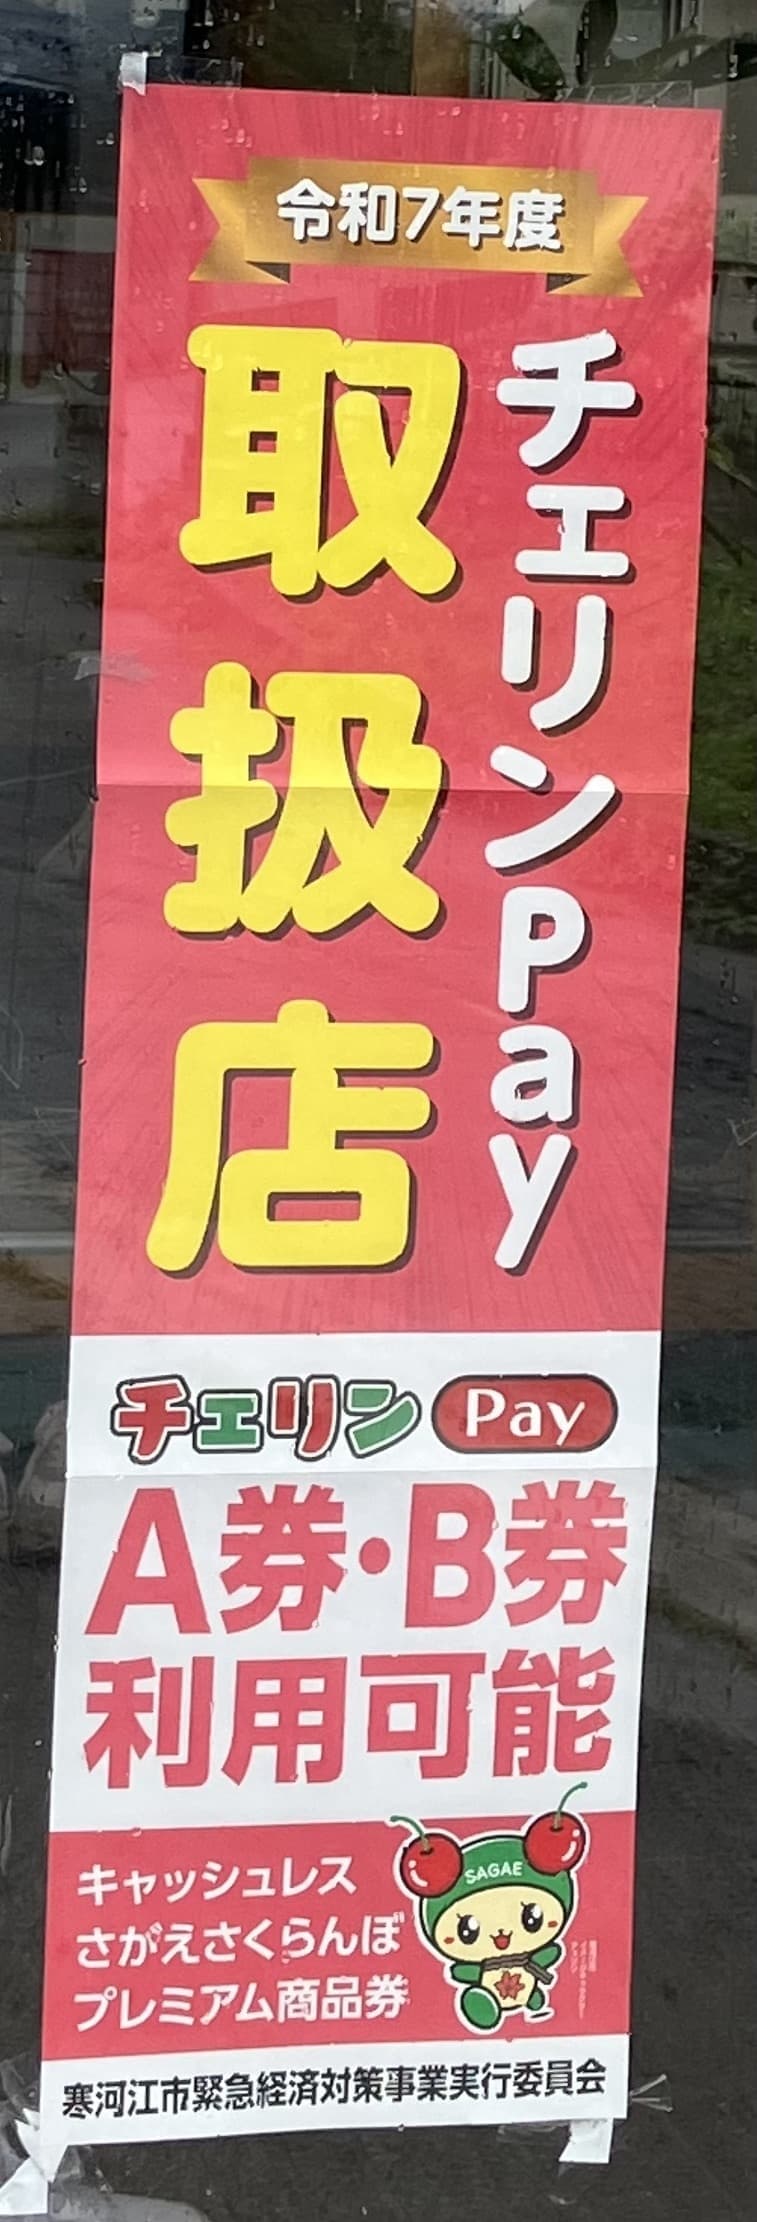 令和7年度
チェリンPay
取扱店
チェリンPay
A券・B券
利用可能
キャッシュレス
さがえさくらんぼ
プレミアム商品券
SAGAE
寒河江市緊急経済対策事業実行委員会